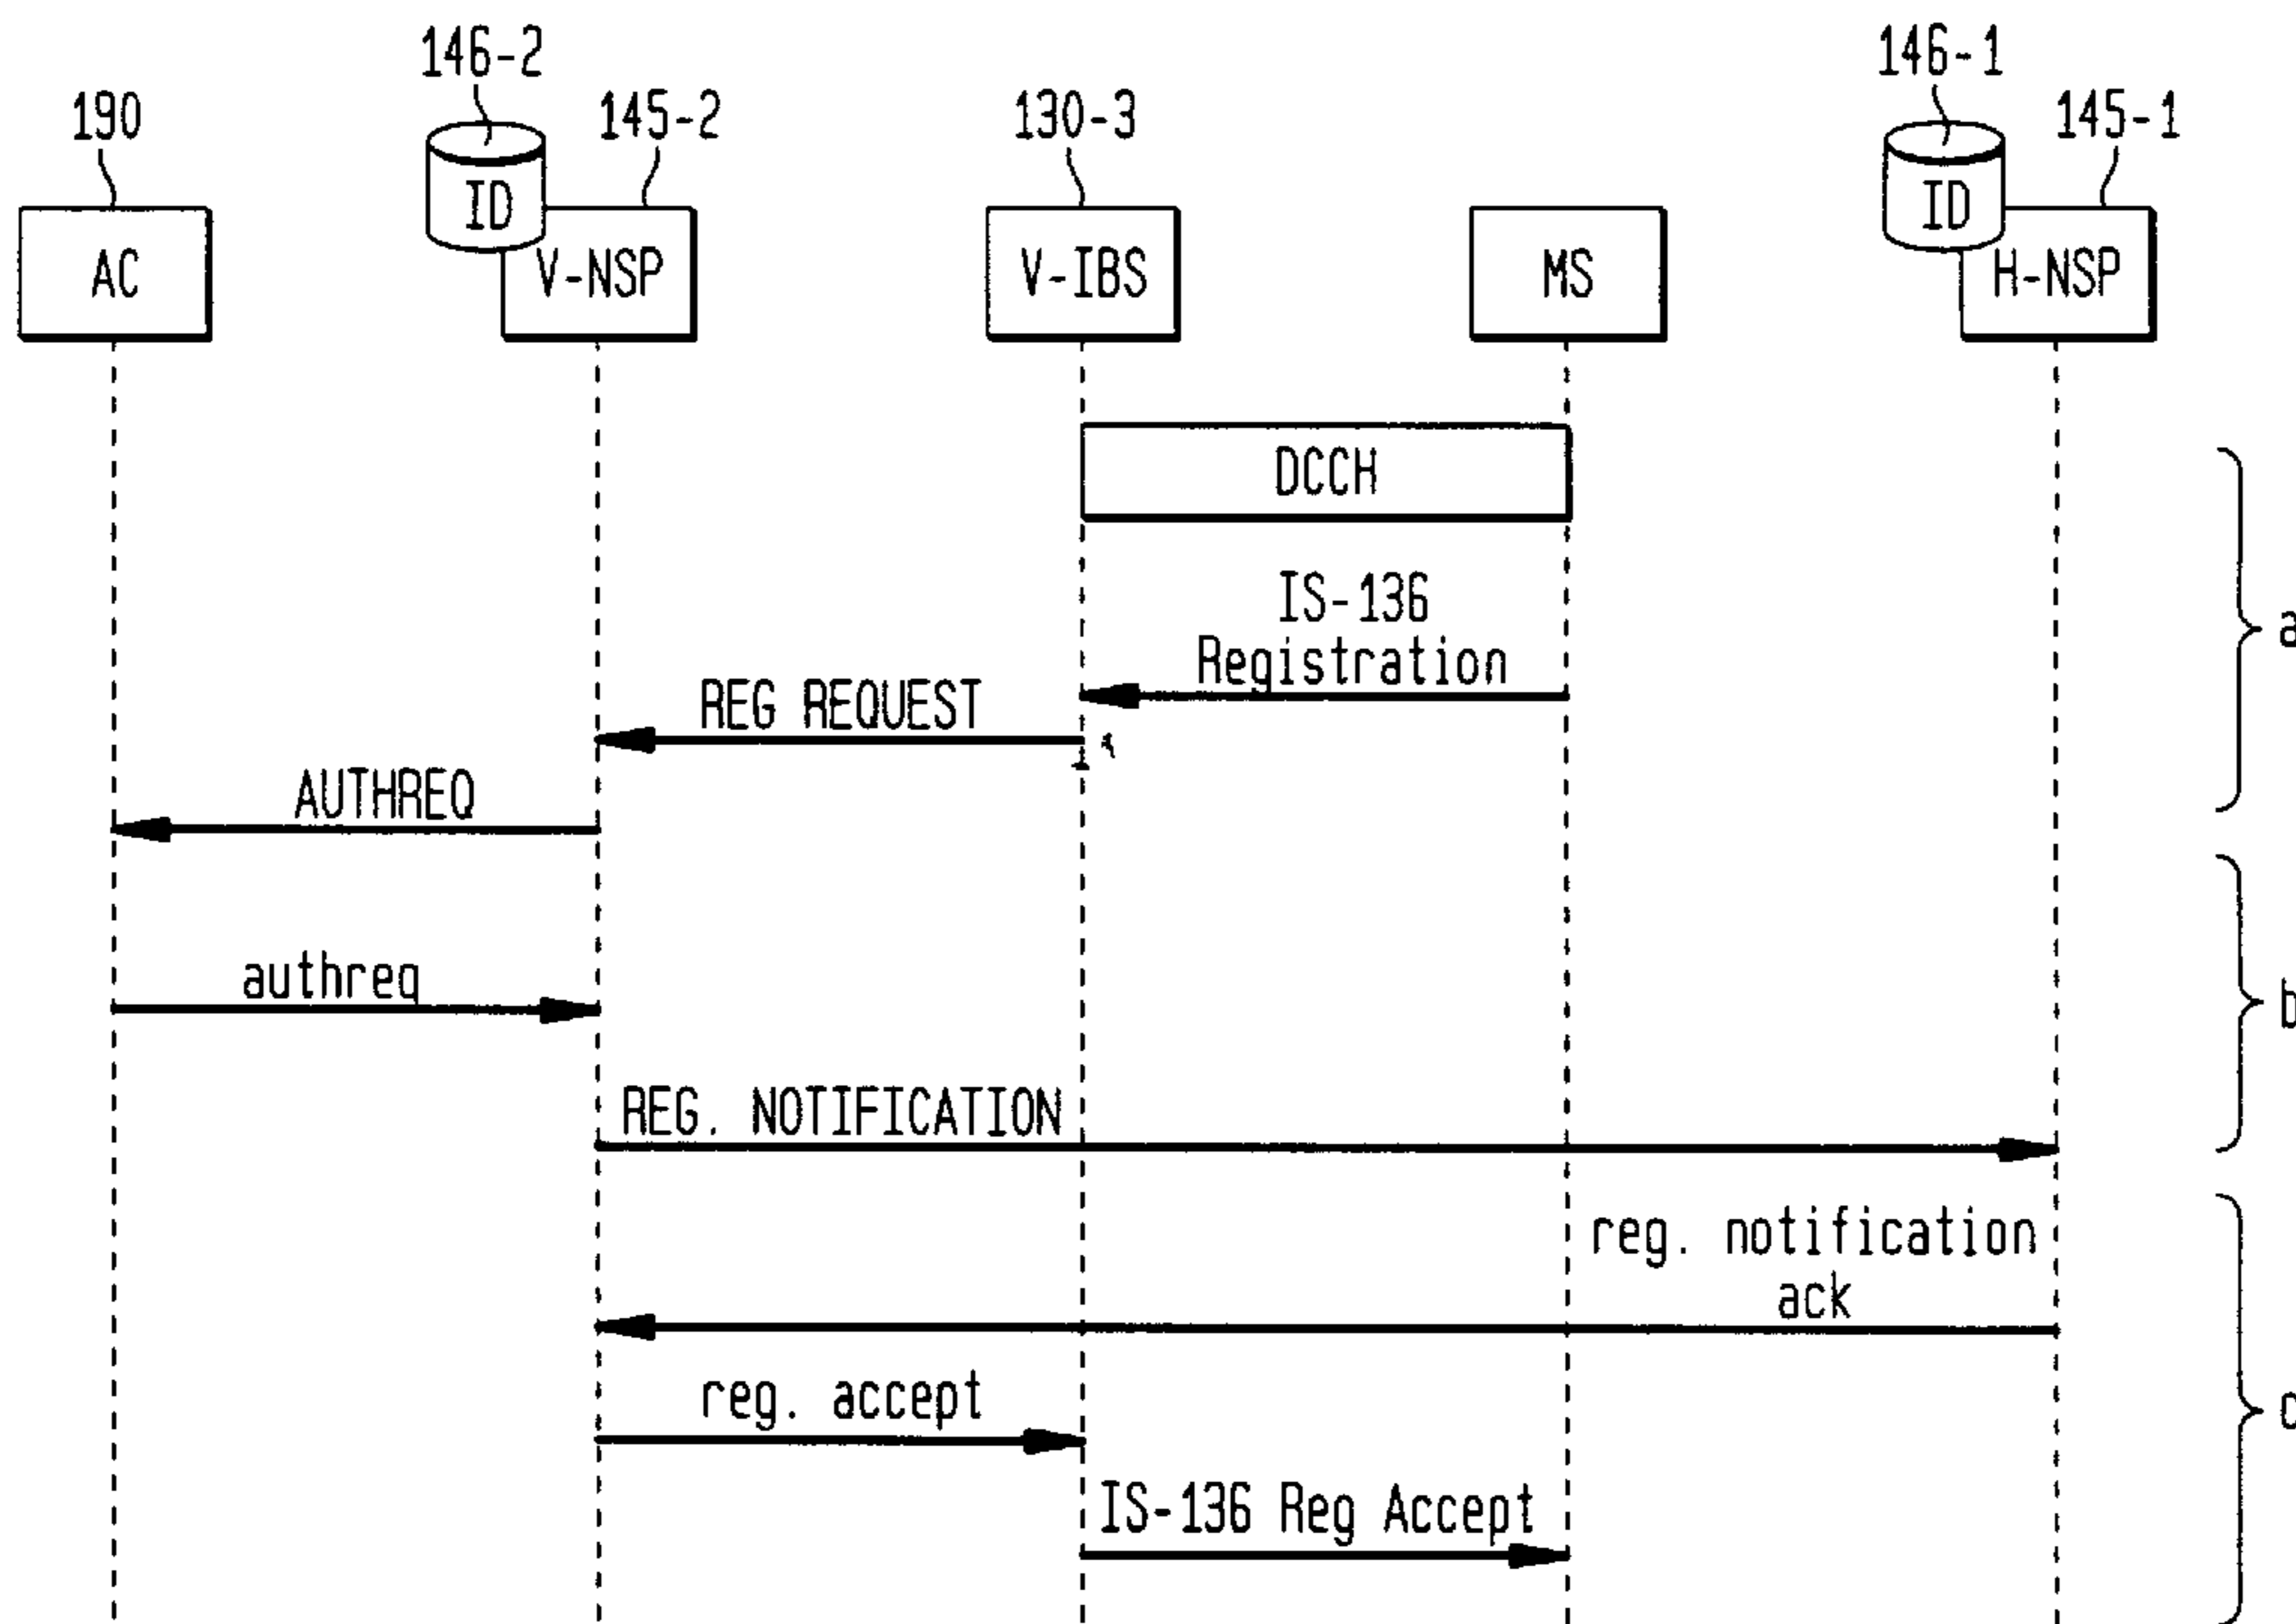 146-2
146-1
190
145-2
130-3
145-1
ID
ID
AC
V-NSP
V-IBS
MS
H-NSP
DCCH
IS-136
Registration
a
REG REQUEST
AUTHREQ
authreq
b
REG. NOTIFICATION
reg. notification
ack
reg. accept
c
IS-136 Reg Accept